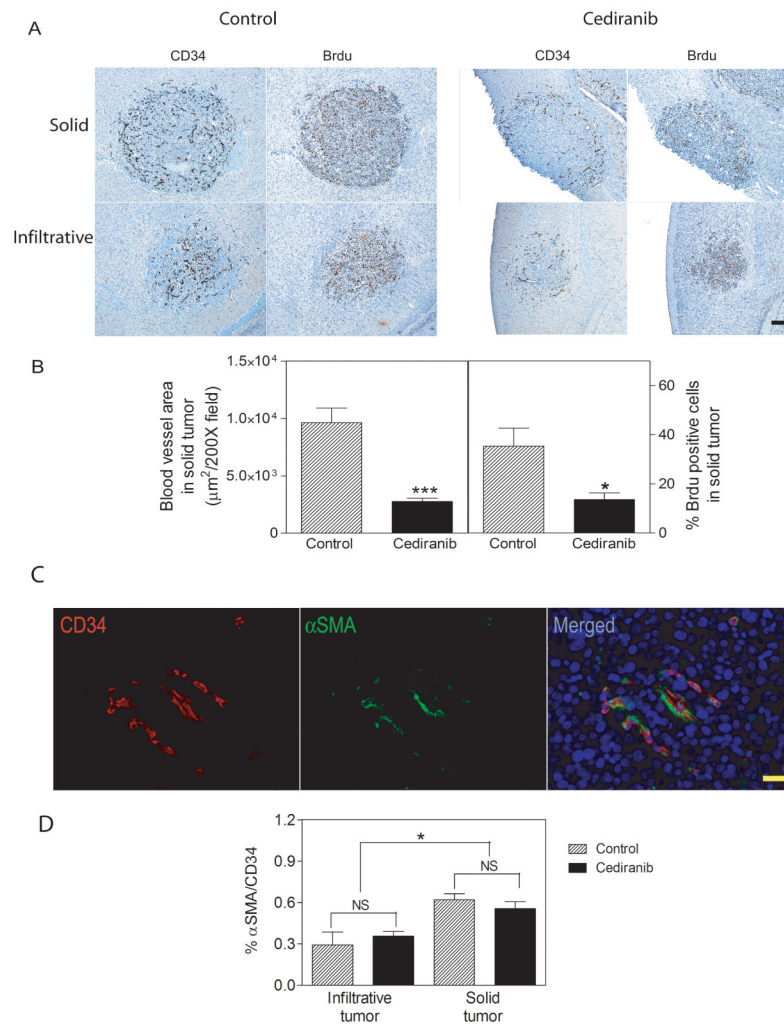 A
Control
Cediranib
CD34
Brdu
CD34
Brdu
Solid
Infiltrative
B
Blood vessel area
in solid tumor
(μm²/200X field)
1.5×10⁴
1.0×10⁴
5.0×10³
0
***
*
Control
Cediranib
Control
Cediranib
60
40
20
0
% Brdu positive cells
in solid tumor
C
CD34
αSMA
Merged
D
% αSMA/CD34
1.2
0.9
0.6
0.3
0.0
*
NS
NS
Control
Cediranib
Infiltrative
tumor
Solid
tumor